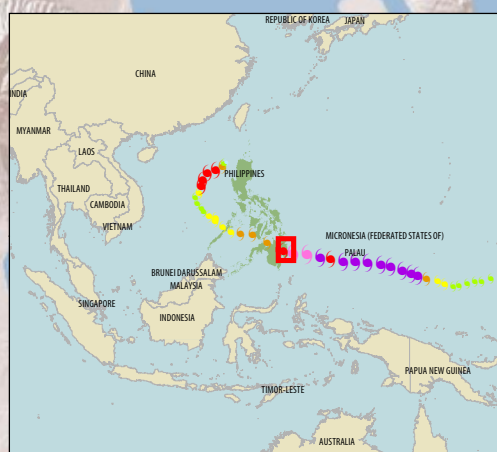 REPUBLIC OF KOREA
JAPAN
CHINA
INDIA
MYANMAR
LAOS
PHILIPPINES
THAILAND
CAMBODIA
VIETNAM
MICRONESIA (FEDERATED STATES OF)
PALAU
BRUNEI DARUSSALAM
MALAYSIA
SINGAPORE
INDONESIA
PAPUA NEW GUINEA
TIMOR-LESTE
AUSTRALIA